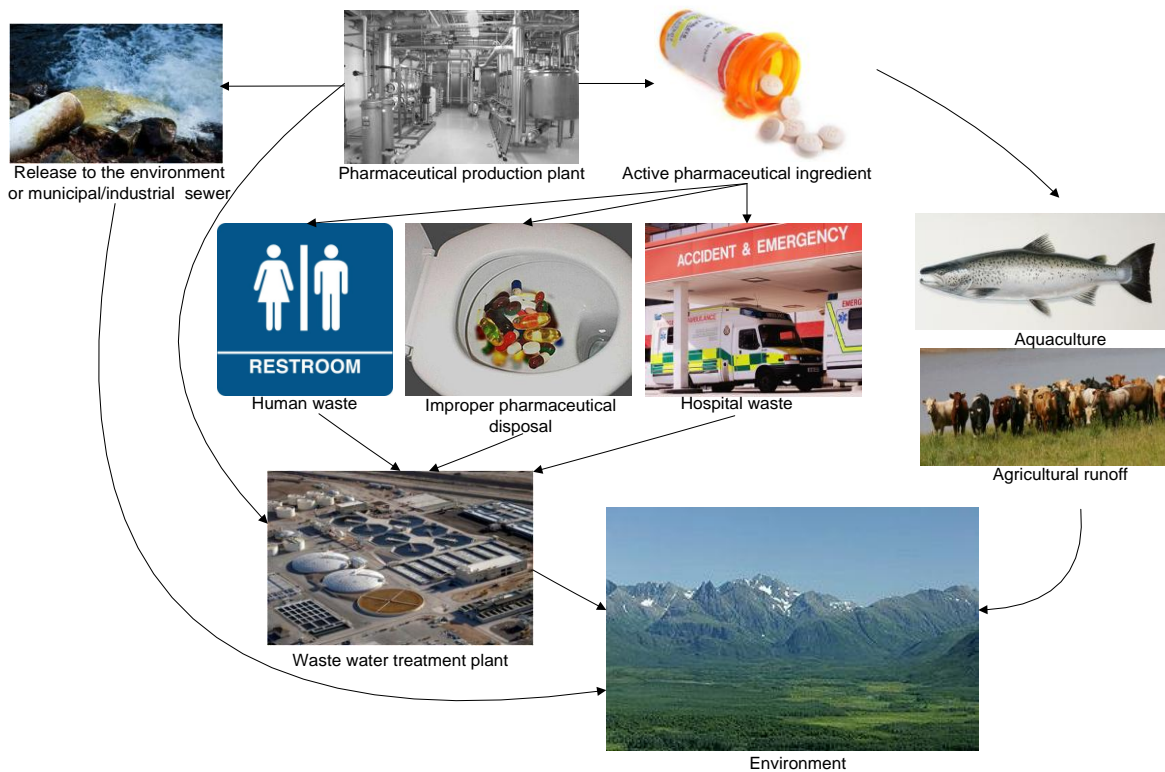 Release to the environment
or municipal/industrial sewer
Pharmaceutical production plant
Active pharmaceutical ingredient
RESTROOM
Human waste
Improper pharmaceutical
disposal
ACCIDENT & EMERGENCY
AMBULANCE
Hospital waste
Aquaculture
Agricultural runoff
Waste water treatment plant
Environment